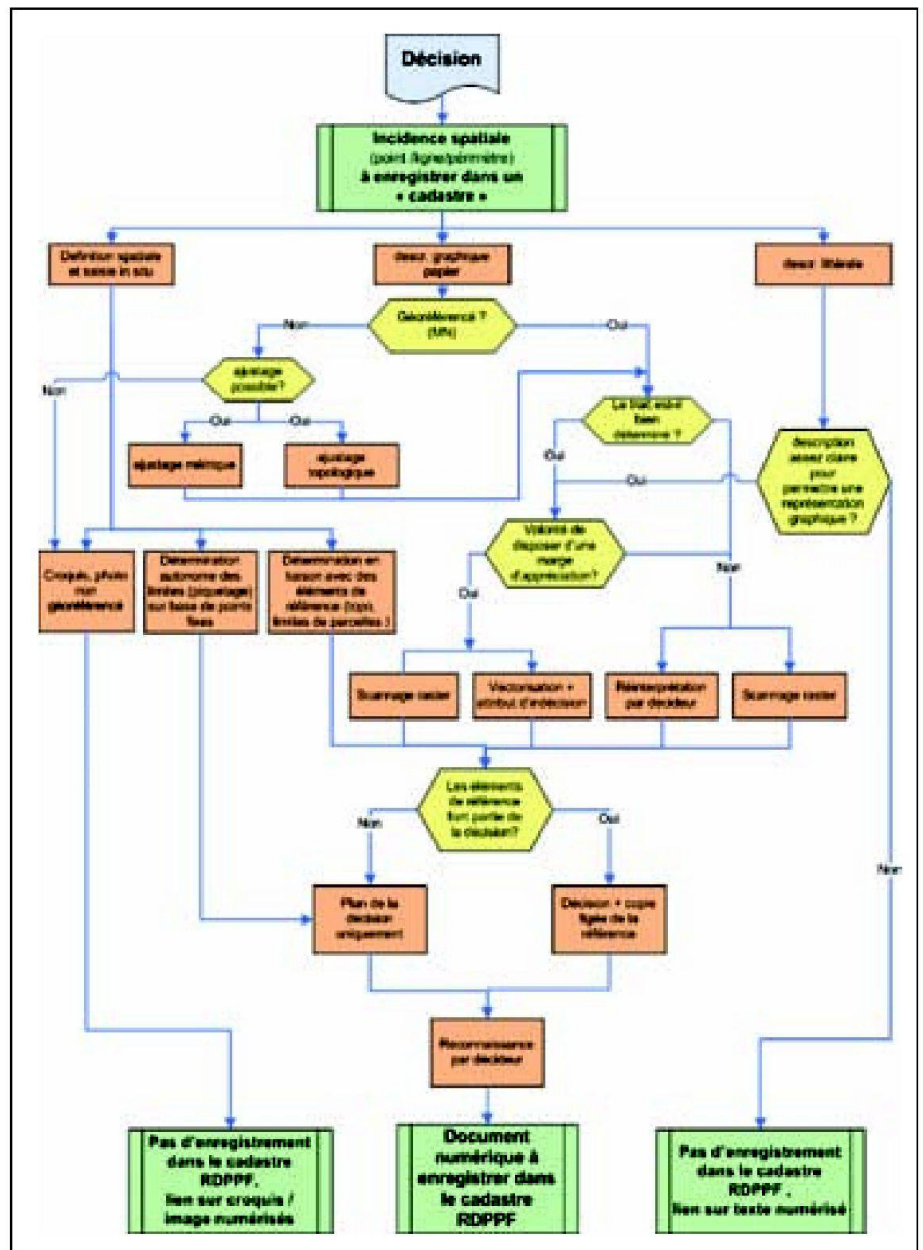 Décision
Incidence spatiale
(point /ligne/périmètre)
à enregistrer dans un
« cadastre »
Définition spatiale
et saisie in situ
descr. graphique
papier
descr. littérale
Géoréférencé ?
(MN)
Non
Oui
ajustage
possible?
Non
Oui
Oui
Le trac est-il
bien
déterminé ?
ajustage métrique
ajustage
topologique
Oui
description
assez claire
pour
permettre une
représentation
graphique ?
Oui
Volonté de
disposer d'une
marge
d'appréciation?
Non
Croquis, photo
non
géoréférencé
Détermination
autonome des
limites (piquetage)
sur base de points
fixes
Détermination en
liaison avec des
éléments de
référence (topo,
limites de parcelles )
Oui
Scannage raster
Vectorisation +
attribut d'indécision
Réinterprétation
par décideur
Scannage raster
Les éléments
de référence
font partie de
la décision?
Non
Oui
Non
Plan de la
décision
uniquement
Décision + copie
figée de la
référence
Reconnaissance
par décideur
Pas d'enregistrement
dans le cadastre
RDPPF,
lien sur croquis /
image numérisés
Document
numérique à
enregistrer dans
le cadastre
RDPPF
Pas d'enregistrement
dans le cadastre
RDPPF ,
lien sur texte numérisé